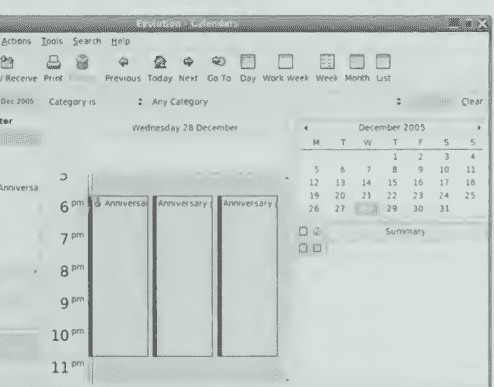 Evolution - Calendars
Actions Tools Search Help
/ Receive Print Previous Today Next Go To Day Work Week Week Month List
Dec 2005 Category is Any Category Clear
ter
Wednesday 28 December
December 2005
M T W T F S S
1 2 3 4
5 6 7 8 9 10 11
12 13 14 15 16 17 18
19 20 21 22 23 24 25
26 27 29 30 31
Anniversa
6 pm Anniversa Anniversary Anniversary
Summary
7 pm
8 pm
9 pm
10 pm
11 pm